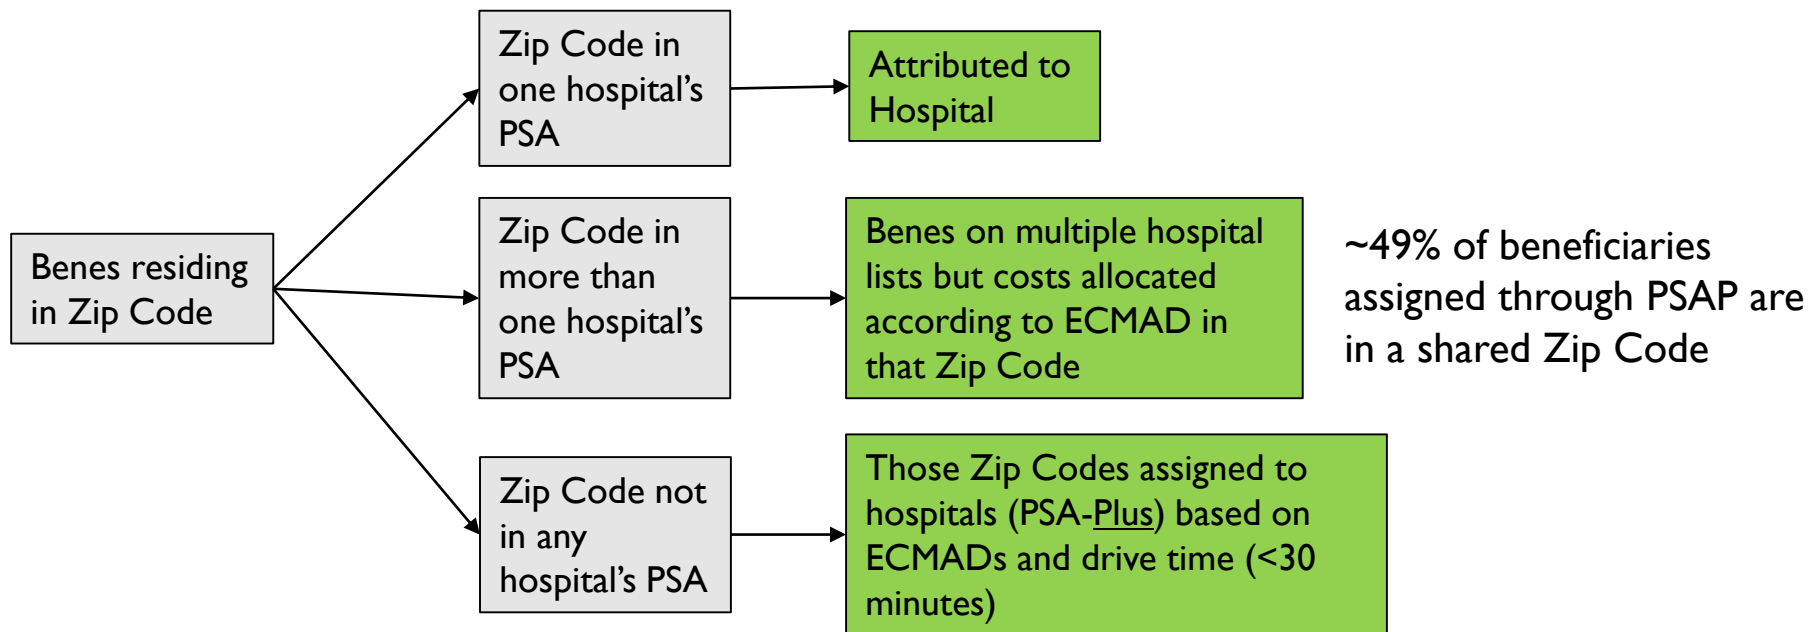 Benes residing
in Zip Code
Zip Code in
one hospital's
PSA
Attributed to
Hospital
Zip Code in
more than
one hospital's
PSA
Benes on multiple hospital
lists but costs allocated
according to ECMAD in
that Zip Code
~49% of beneficiaries
assigned through PSAP are
in a shared Zip Code
Zip Code not
in any
hospital's PSA
Those Zip Codes assigned to
hospitals (PSA-Plus) based on
ECMADs and drive time (<30
minutes)